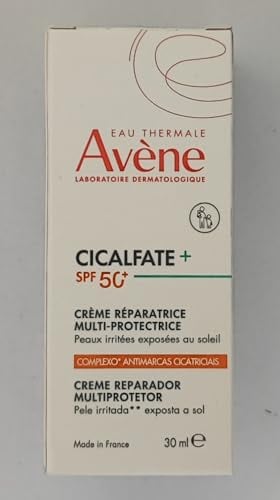 EAU THERMALE
Avène
LABORATOIRE DERMATOLOGIQUE
CICALFATE +
SPF 50+
CRÈME RÉPARATRICE
MULTI-PROTECTRICE
Peaux irritées exposées au soleil
COMPLEXO* ANTIMARCAS CICATRICIAIS
CREME REPARADOR
MULTIPROTETOR
Pele irritada** exposta a sol
Made in France
30 ml ℮